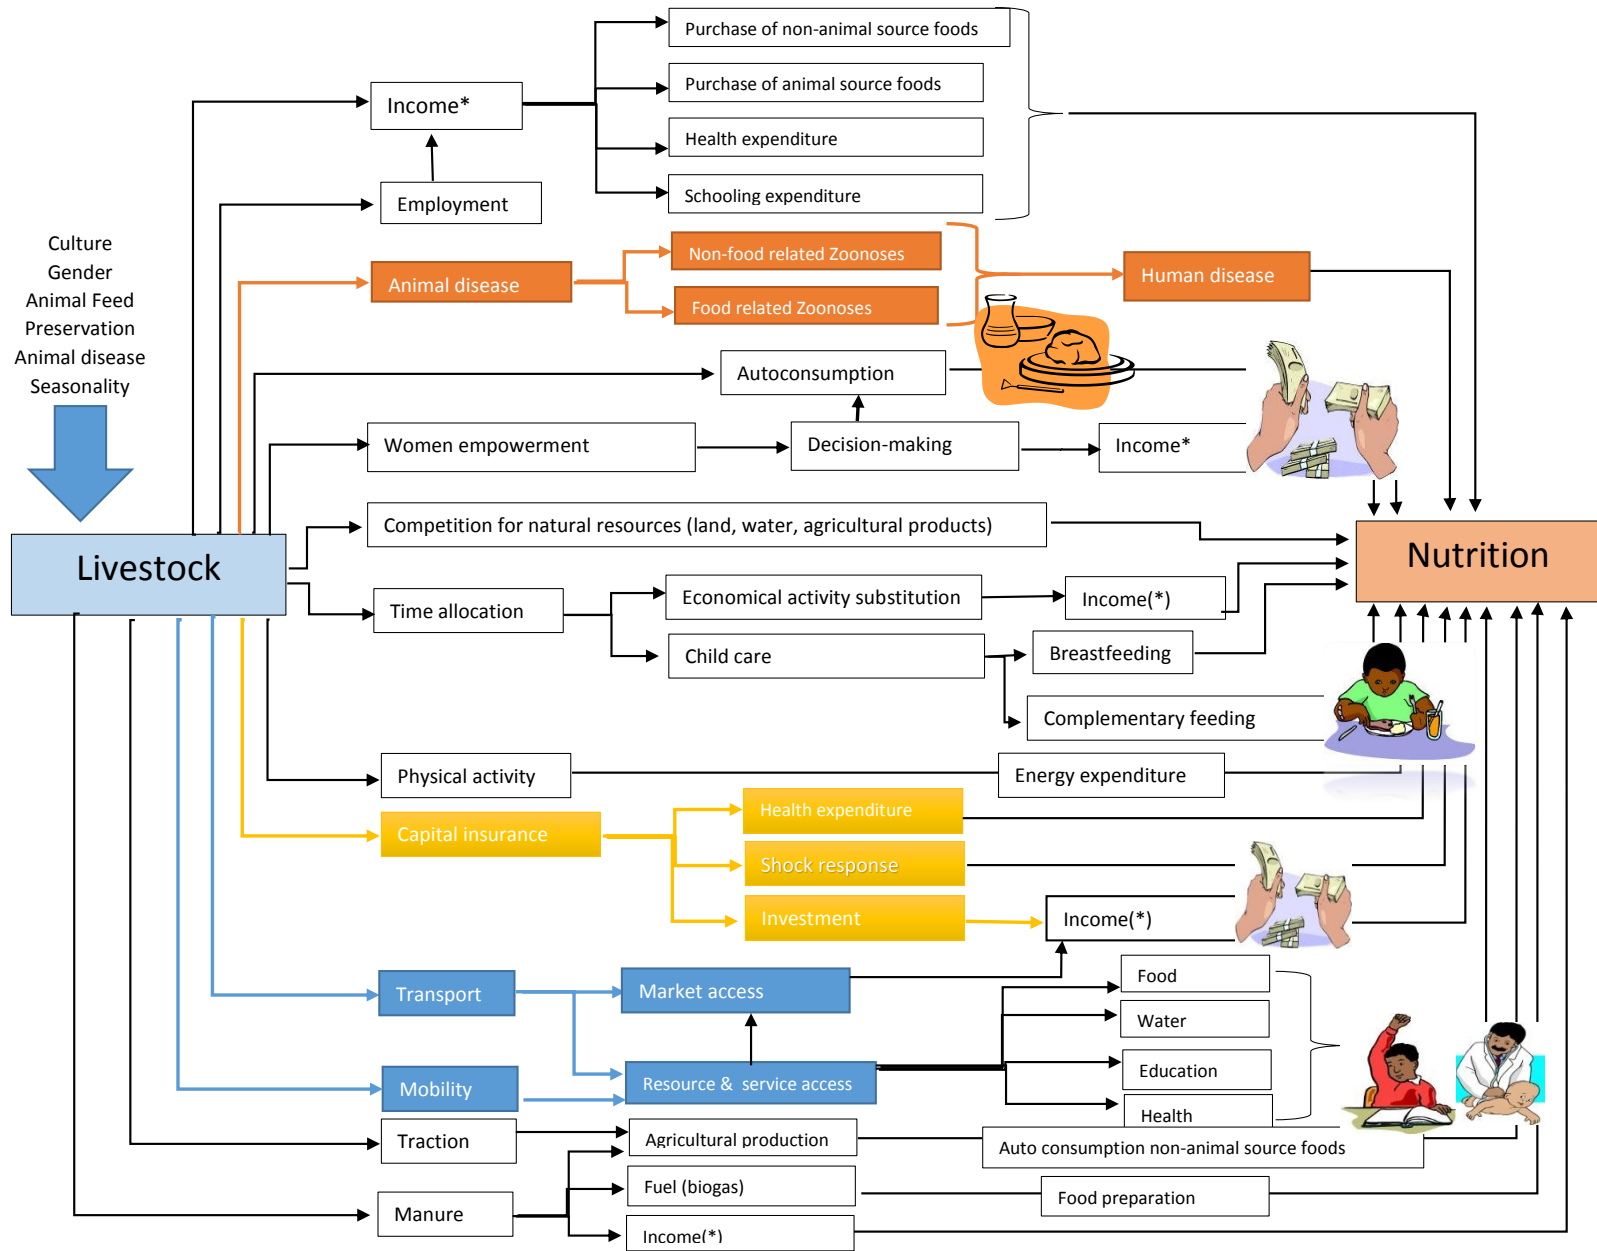 Purchase of non-animal source foods
Purchase of animal source foods
Income*
Health expenditure
Schooling expenditure
Employment
Culture
Gender
Animal Feed
Preservation
Animal disease
Seasonality
Non-food related Zoonoses
Animal disease
Human disease
Food related Zoonoses
Autoconsumption
Women empowerment
Decision-making
Income*
Competition for natural resources (land, water, agricultural products)
Livestock
Nutrition
Time allocation
Economical activity substitution
Income(*)
Child care
Breastfeeding
Complementary feeding
Physical activity
Energy expenditure
Health expenditure
Capital insurance
Shock response
Investment
Income(*)
Transport
Market access
Food
Water
Mobility
Resource &  service access
Education
Health
Traction
Agricultural production
Auto consumption non-animal source foods
Fuel (biogas)
Food preparation
Manure
Income(*)